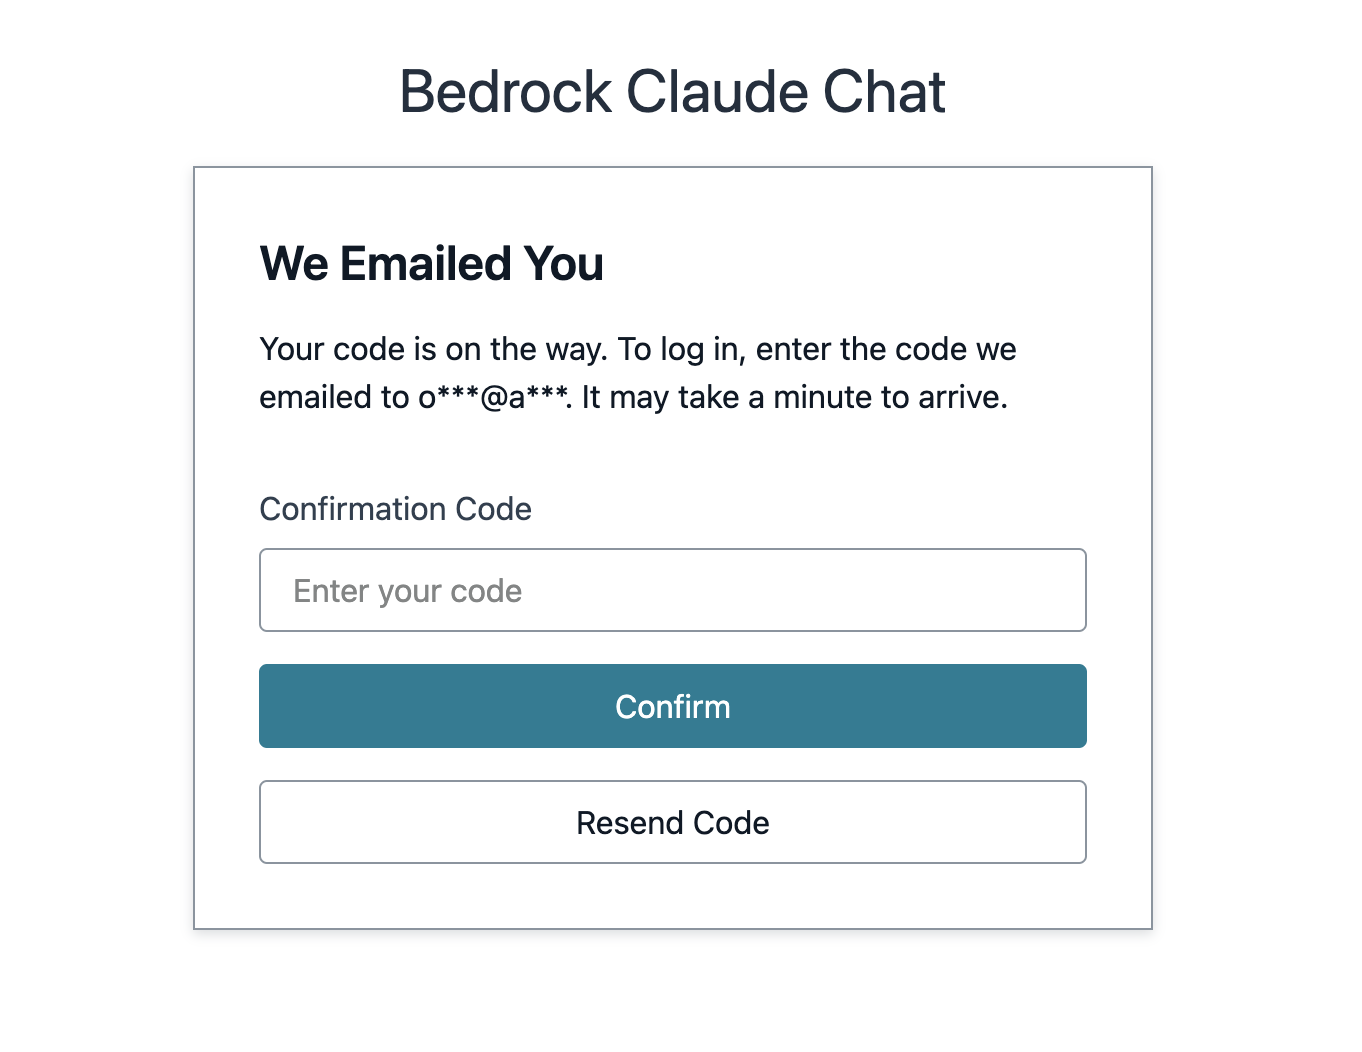 Bedrock Claude Chat
We Emailed You
Your code is on the way. To log in, enter the code we
emailed to o***@a***. It may take a minute to arrive.
Confirmation Code
Enter your code
Confirm
Resend Code